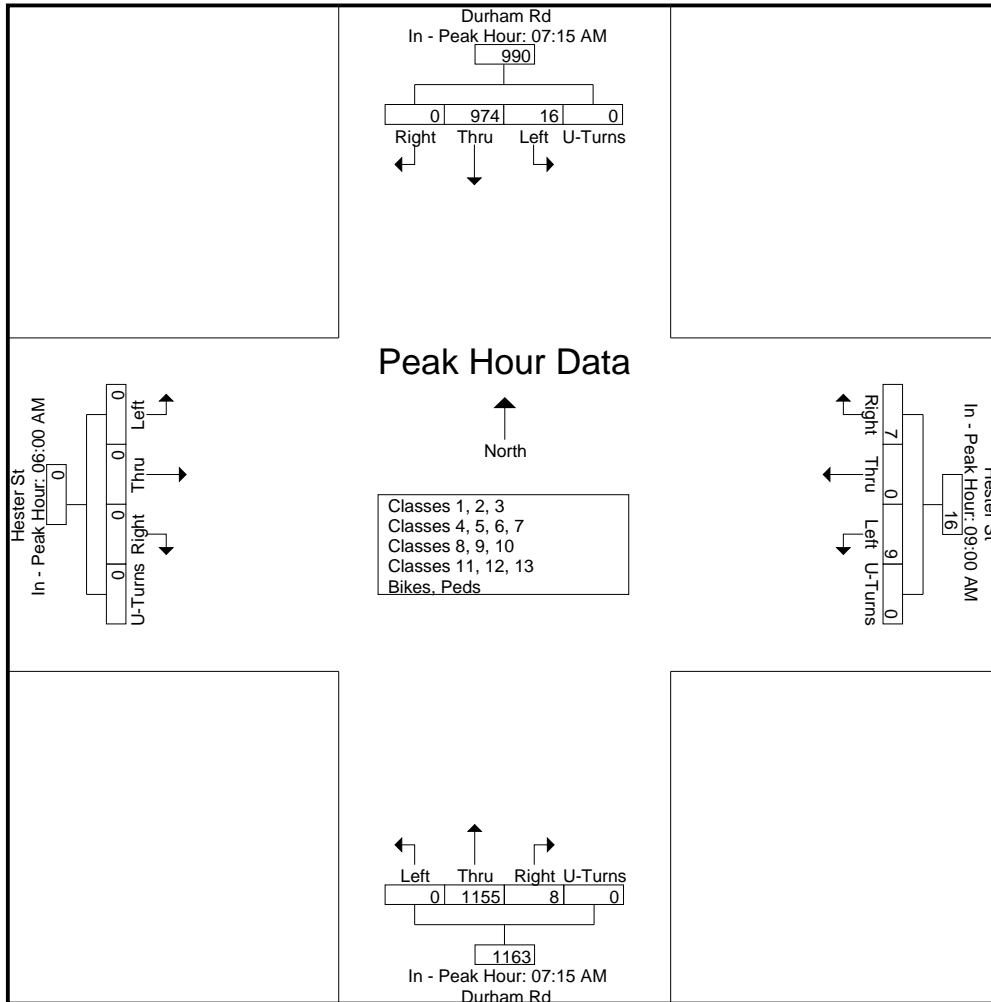 Durham Rd
In - Peak Hour: 07:15 AM
990
0 974 16 0
Right Thru Left U-Turns
Peak Hour Data
North
Hester St
In - Peak Hour: 06:00 AM
0
0 0 0 0
Left Thru Right U-Turns
Classes 1, 2, 3
Classes 4, 5, 6, 7
Classes 8, 9, 10
Classes 11, 12, 13
Bikes, Peds
Right Thru Left U-Turns
7 0 9 0
16
In - Peak Hour: 09:00 AM
Hester St
Left Thru Right U-Turns
0 1155 8 0
1163
In - Peak Hour: 07:15 AM
Durham Rd